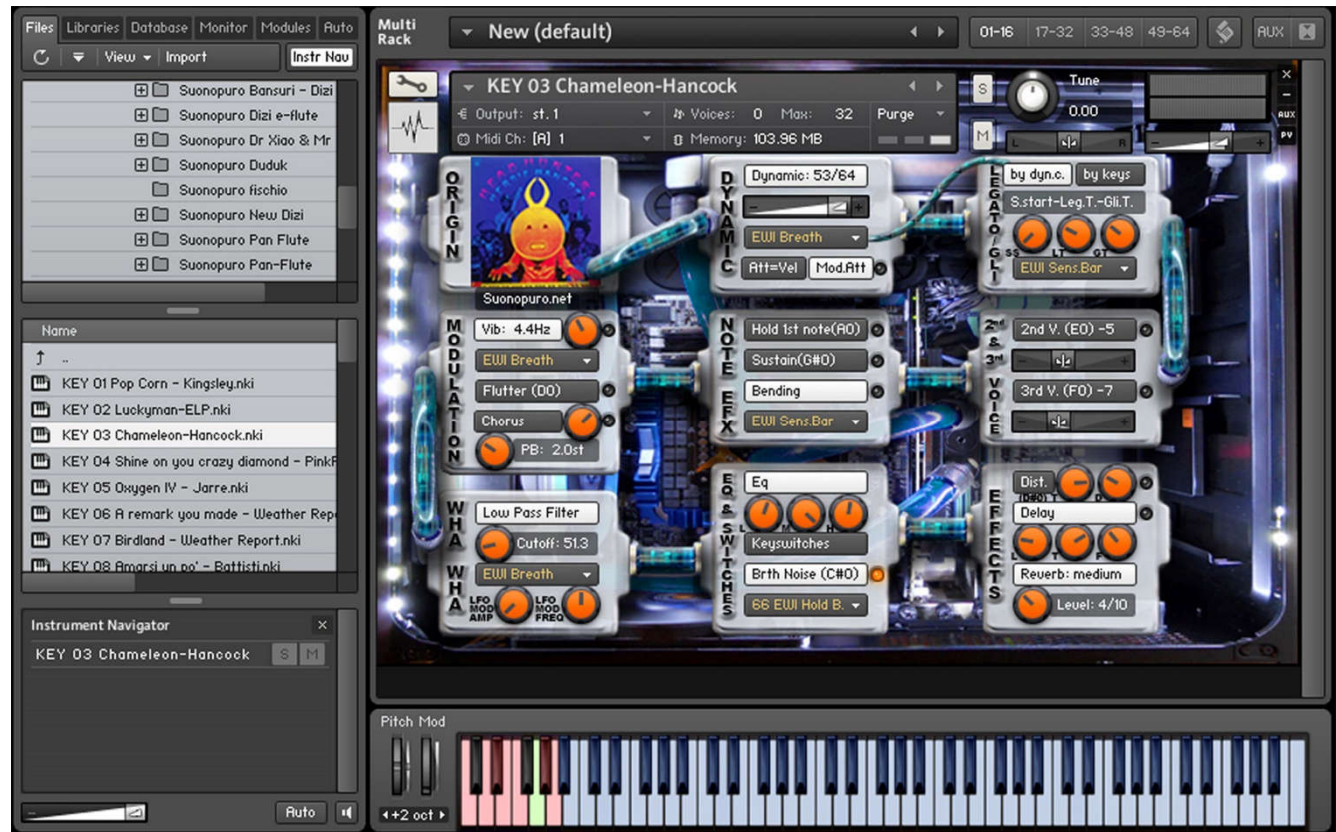 Files Libraries Database Monitor Modules Auto
View Import Instr Nav
Suonopuro Bansuri - Dizi
Suonopuro Dizi e-flute
Suonopuro Dr Xiao & Mr
Suonopuro Duduk
Suonopuro fischio
Suonopuro New Dizi
Suonopuro Pan Flute
Suonopuro Pan-Flute
Name
..
KEY 01 Pop Corn - Kingsley.nki
KEY 02 Luckyman-ELP.nki
KEY 03 Chameleon-Hancock.nki
KEY 04 Shine on you crazy diamond - PinkF
KEY 05 Oxygen IV - Jarre.nki
KEY 06 A remark you made - Weather Repo
KEY 07 Birdland - Weather Report.nki
KEY 08 Amarsi un po' - Battisti.nki
Instrument Navigator ×
KEY 03 Chameleon-Hancock S M
Auto
Multi Rack
New (default)
01-16 17-32 33-48 49-64 AUX
KEY 03 Chameleon-Hancock
Output: st.1 Voices: 0 Max: 32 Purge
Midi Ch: [A] 1 Memory: 103.96 MB
S Tune
0.00
M L R - +
× - AUX PV
ORIGIN
Suonopuro.net
DYNAMIC
Dynamic: 53/64
- +
EWI Breath
Att=Vel Mod.Att
LEGATO/GLI
by dyn.c. by keys
S.start-Leg.T.-Gli.T.
SS LT GT
EWI Sens.Bar
MODULATION
Vib: 4.4Hz
EWI Breath
Flutter (D0)
Chorus
PB: 2.0st
NOTE EFX
Hold 1st note(A0)
Sustain(G#0)
Bending
EWI Sens.Bar
2nd & 3rd VOICE
2nd V. (E0) -5
- +
3rd V. (F0) -7
- +
WHA WHA
Low Pass Filter
Cutoff: 51.3
EWI Breath
LFO MOD AMP
LFO MOD FREQ
EQ & SWITCHES
Eq
L M H
Keyswitches
Brth Noise (C#0)
66 EWI Hold B.
EFFECTS
Dist.
(D#0) T D
Delay
L T F
Reverb: medium
Level: 4/10
Pitch Mod
+2 oct